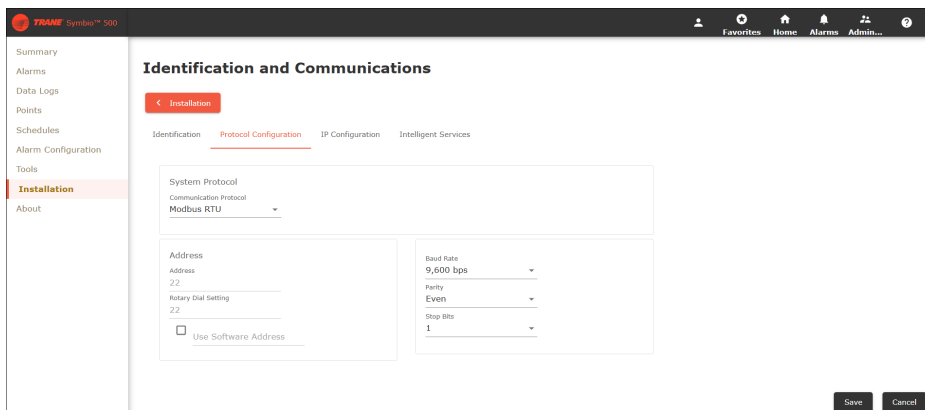 TRANE Symbio™ 500
Favorites Home Alarms Admin...
Summary
Alarms
Data Logs
Points
Schedules
Alarm Configuration
Tools
Installation
About
Identification and Communications
Installation
Identification Protocol Configuration IP Configuration Intelligent Services
System Protocol
Communication Protocol
Modbus RTU
Address
Address
22
Rotary Dial Setting
22
Use Software Address
Baud Rate
9,600 bps
Parity
Even
Stop Bits
1
Save Cancel